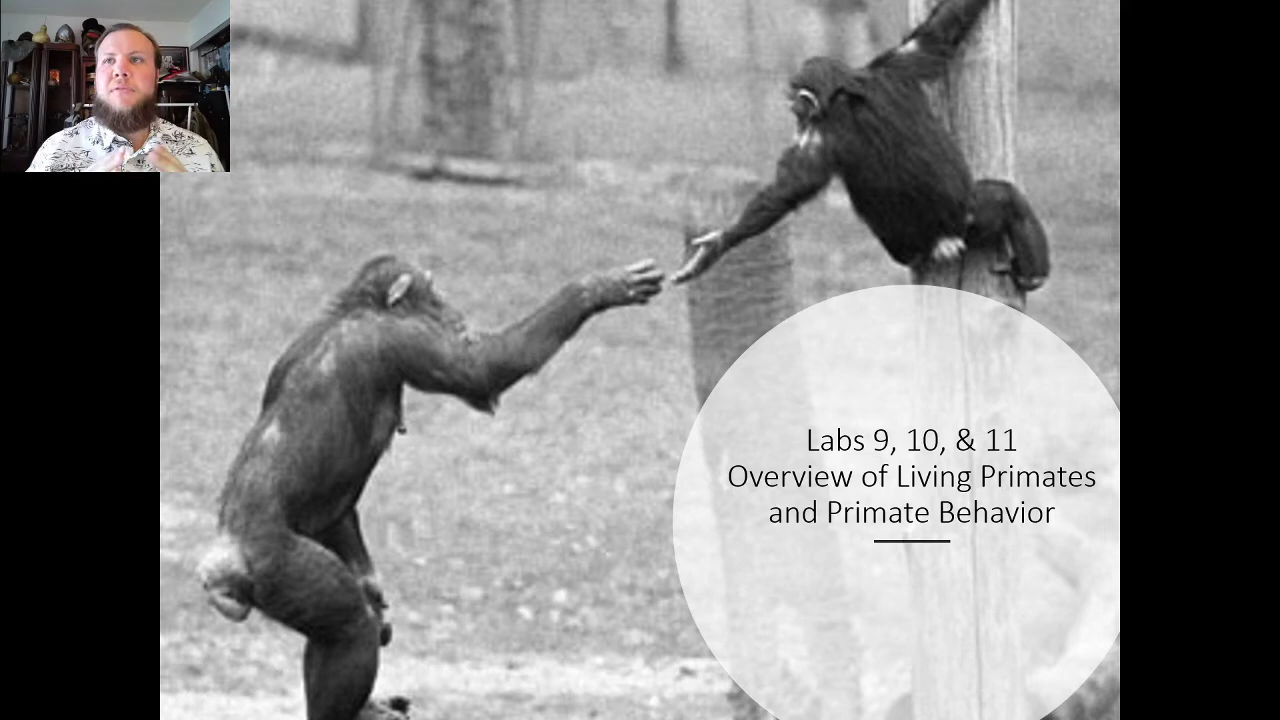 Labs 9, 10, & 11
Overview of Living Primates
and Primate Behavior